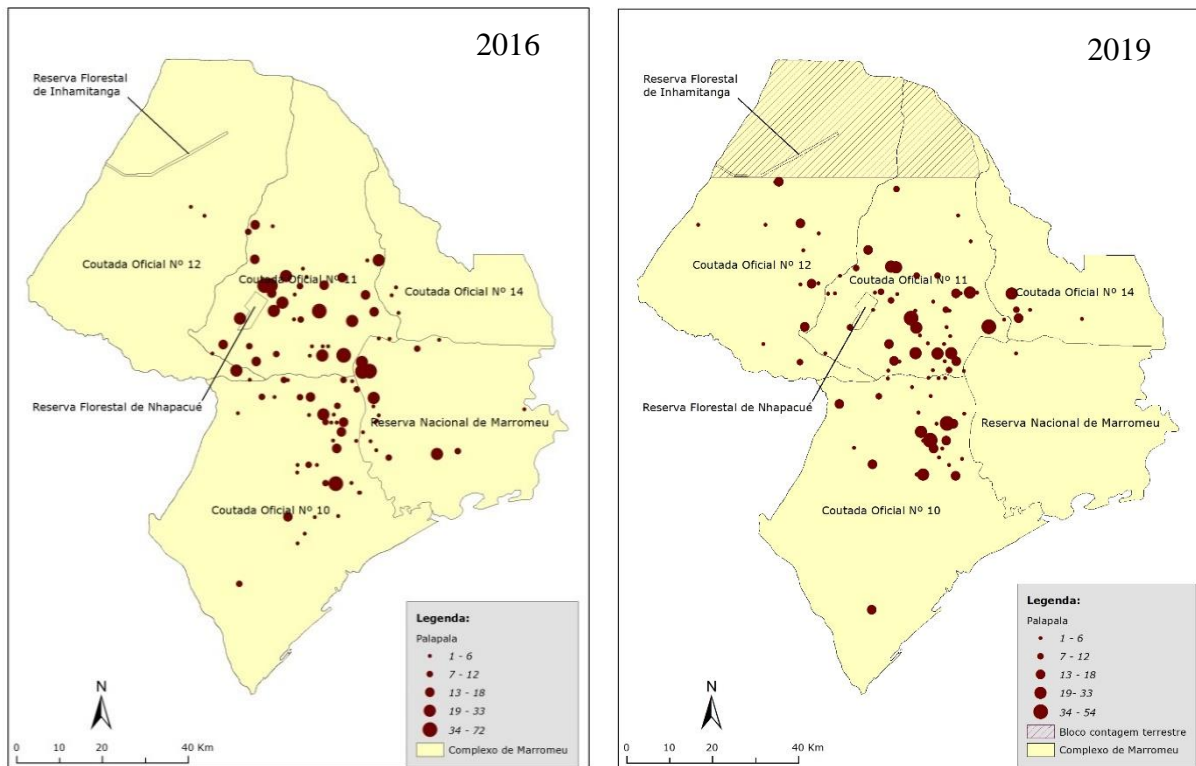 2016
Reserva Florestal
de Inhamitanga
Coutada Oficial Nº 12
Coutada Oficial Nº 11
Coutada Oficial Nº 14
Reserva Florestal de Nhapacué
Reserva Nacional de Marromeu
Coutada Oficial Nº 10
Legenda:
Palapala
1 - 6
7 - 12
13 - 18
19 - 33
34 - 72
Complexo de Marromeu
N
0 10 20 40 Km
2019
Reserva Florestal
de Inhamitanga
Coutada Oficial Nº 12
Coutada Oficial Nº 11
Coutada Oficial Nº 14
Reserva Florestal de Nhapacué
Reserva Nacional de Marromeu
Coutada Oficial Nº 10
Legenda:
Palapala
1 - 6
7 - 12
13 - 18
19- 33
34 - 54
Bloco contagem terrestre
Complexo de Marromeu
N
0 10 20 40 Km